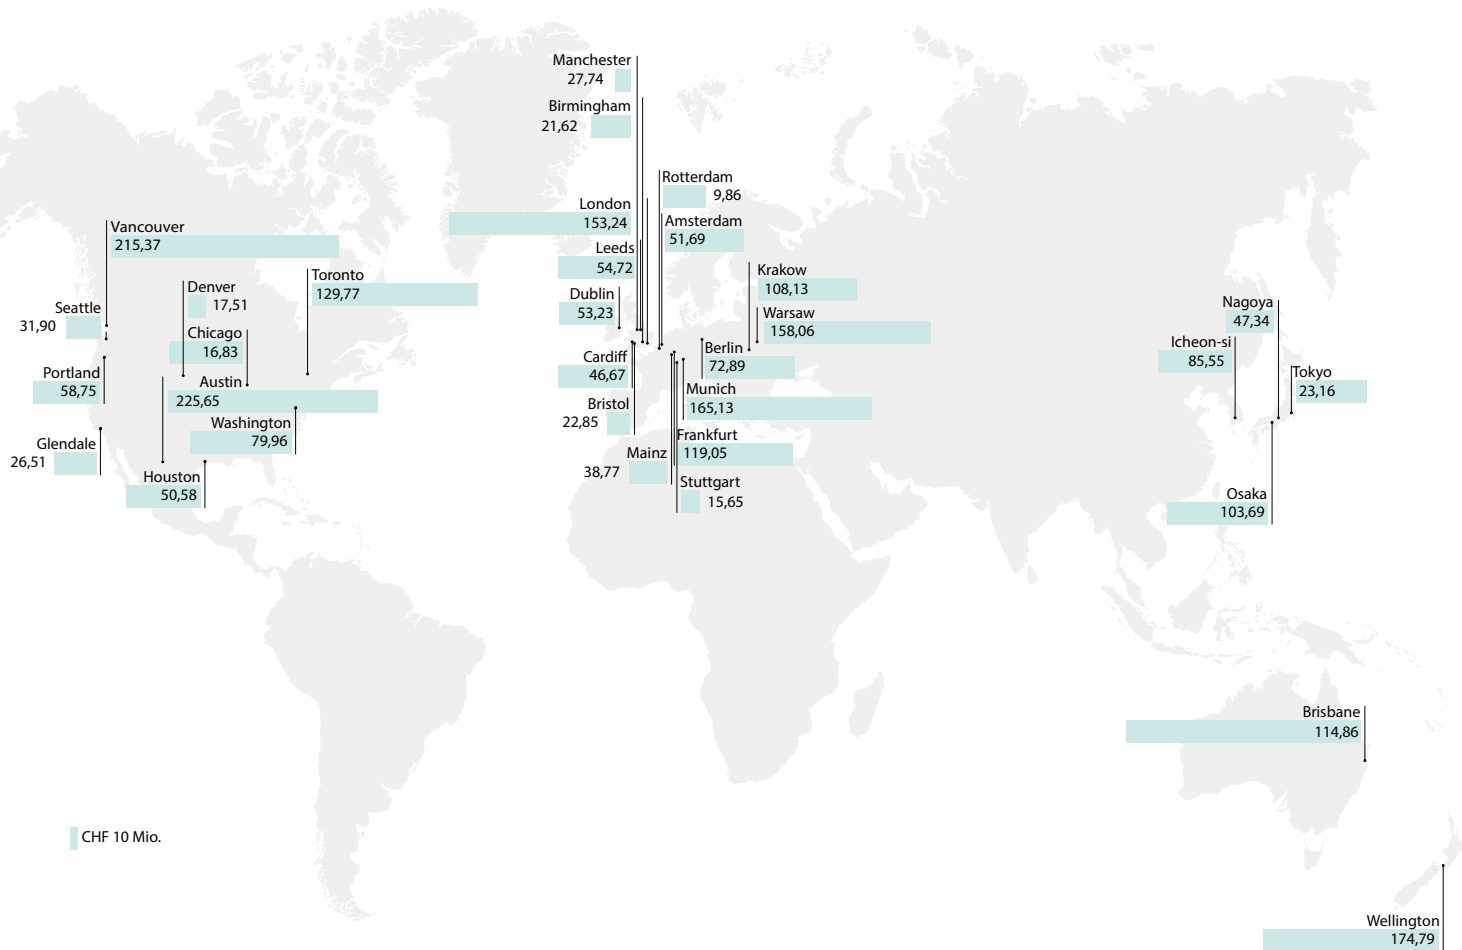 Manchester
27,74
Birmingham
21,62
Rotterdam
9,86
London
153,24
Amsterdam
51,69
Leeds
54,72
Dublin
53,23
Krakow
108,13
Warsaw
158,06
Vancouver
215,37
Toronto
129,77
Denver
17,51
Seattle
31,90
Chicago
16,83
Portland
58,75
Austin
225,65
Washington
79,96
Glendale
26,51
Houston
50,58
Cardiff
46,67
Berlin
72,89
Bristol
22,85
Munich
165,13
Frankfurt
119,05
Mainz
38,77
Stuttgart
15,65
Nagoya
47,34
Icheon-si
85,55
Tokyo
23,16
Osaka
103,69
Brisbane
114,86
CHF 10 Mio.
Wellington
174,79